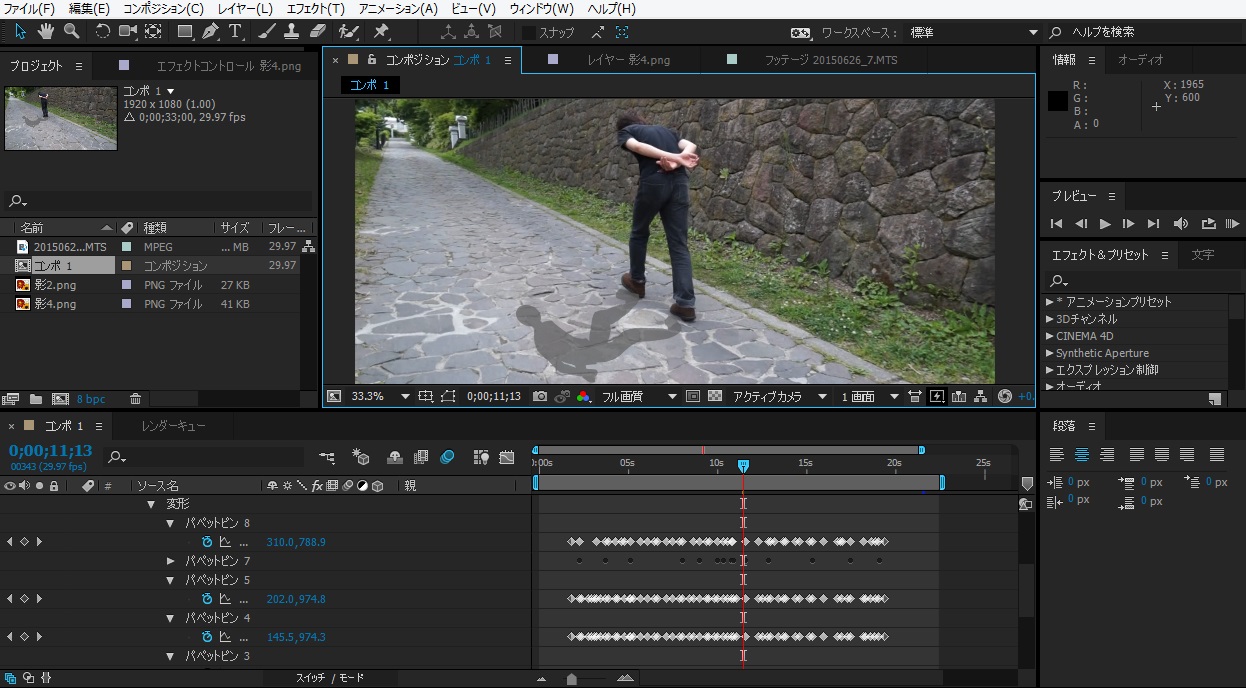 ファイル(F) 編集(E) コンポジション(C) レイヤー(L) エフェクト(T) アニメーション(A) ビュー(V) ウィンドウ(W) ヘルプ(H)
スナップ ワークスペース： 標準 ヘルプを検索
プロジェクト エフェクトコントロール 影4.png
コンポ 1
1920 x 1080 (1.00)
△ 0;00;33;00, 29.97 fps
名前 種類 サイズ フレー...
2015062...MTS MPEG ... MB 29.97
コンポ 1 コンポジション 29.97
影2.png PNG ファイル 27 KB
影4.png PNG ファイル 41 KB
8 bpc
コンポジション コンポ 1 レイヤー 影4.png フッテージ 20150626_7.MTS
コンポ 1
33.3% 0;00;11;13 フル画質 アクティブカメラ 1 画面 +0.
情報 オーディオ
R :
G :
B :
A : 0
X : 1965
Y : 600
プレビュー
エフェクト＆プリセット 文字
* アニメーションプリセット
3Dチャンネル
CINEMA 4D
Synthetic Aperture
エクスプレッション制御
オーディオ
段落
0 px 0 px 0 px
0 px 0 px
コンポ 1 レンダーキュー
0;00;11;13
00343 (29.97 fps)
:00s 05s 10s 15s 20s 25s
# ソース名 fx 親
変形
パペットピン 8
... 310.0,788.9
パペットピン 7
パペットピン 5
... 202.0,974.8
パペットピン 4
... 145.5,974.3
パペットピン 3
スイッチ / モード